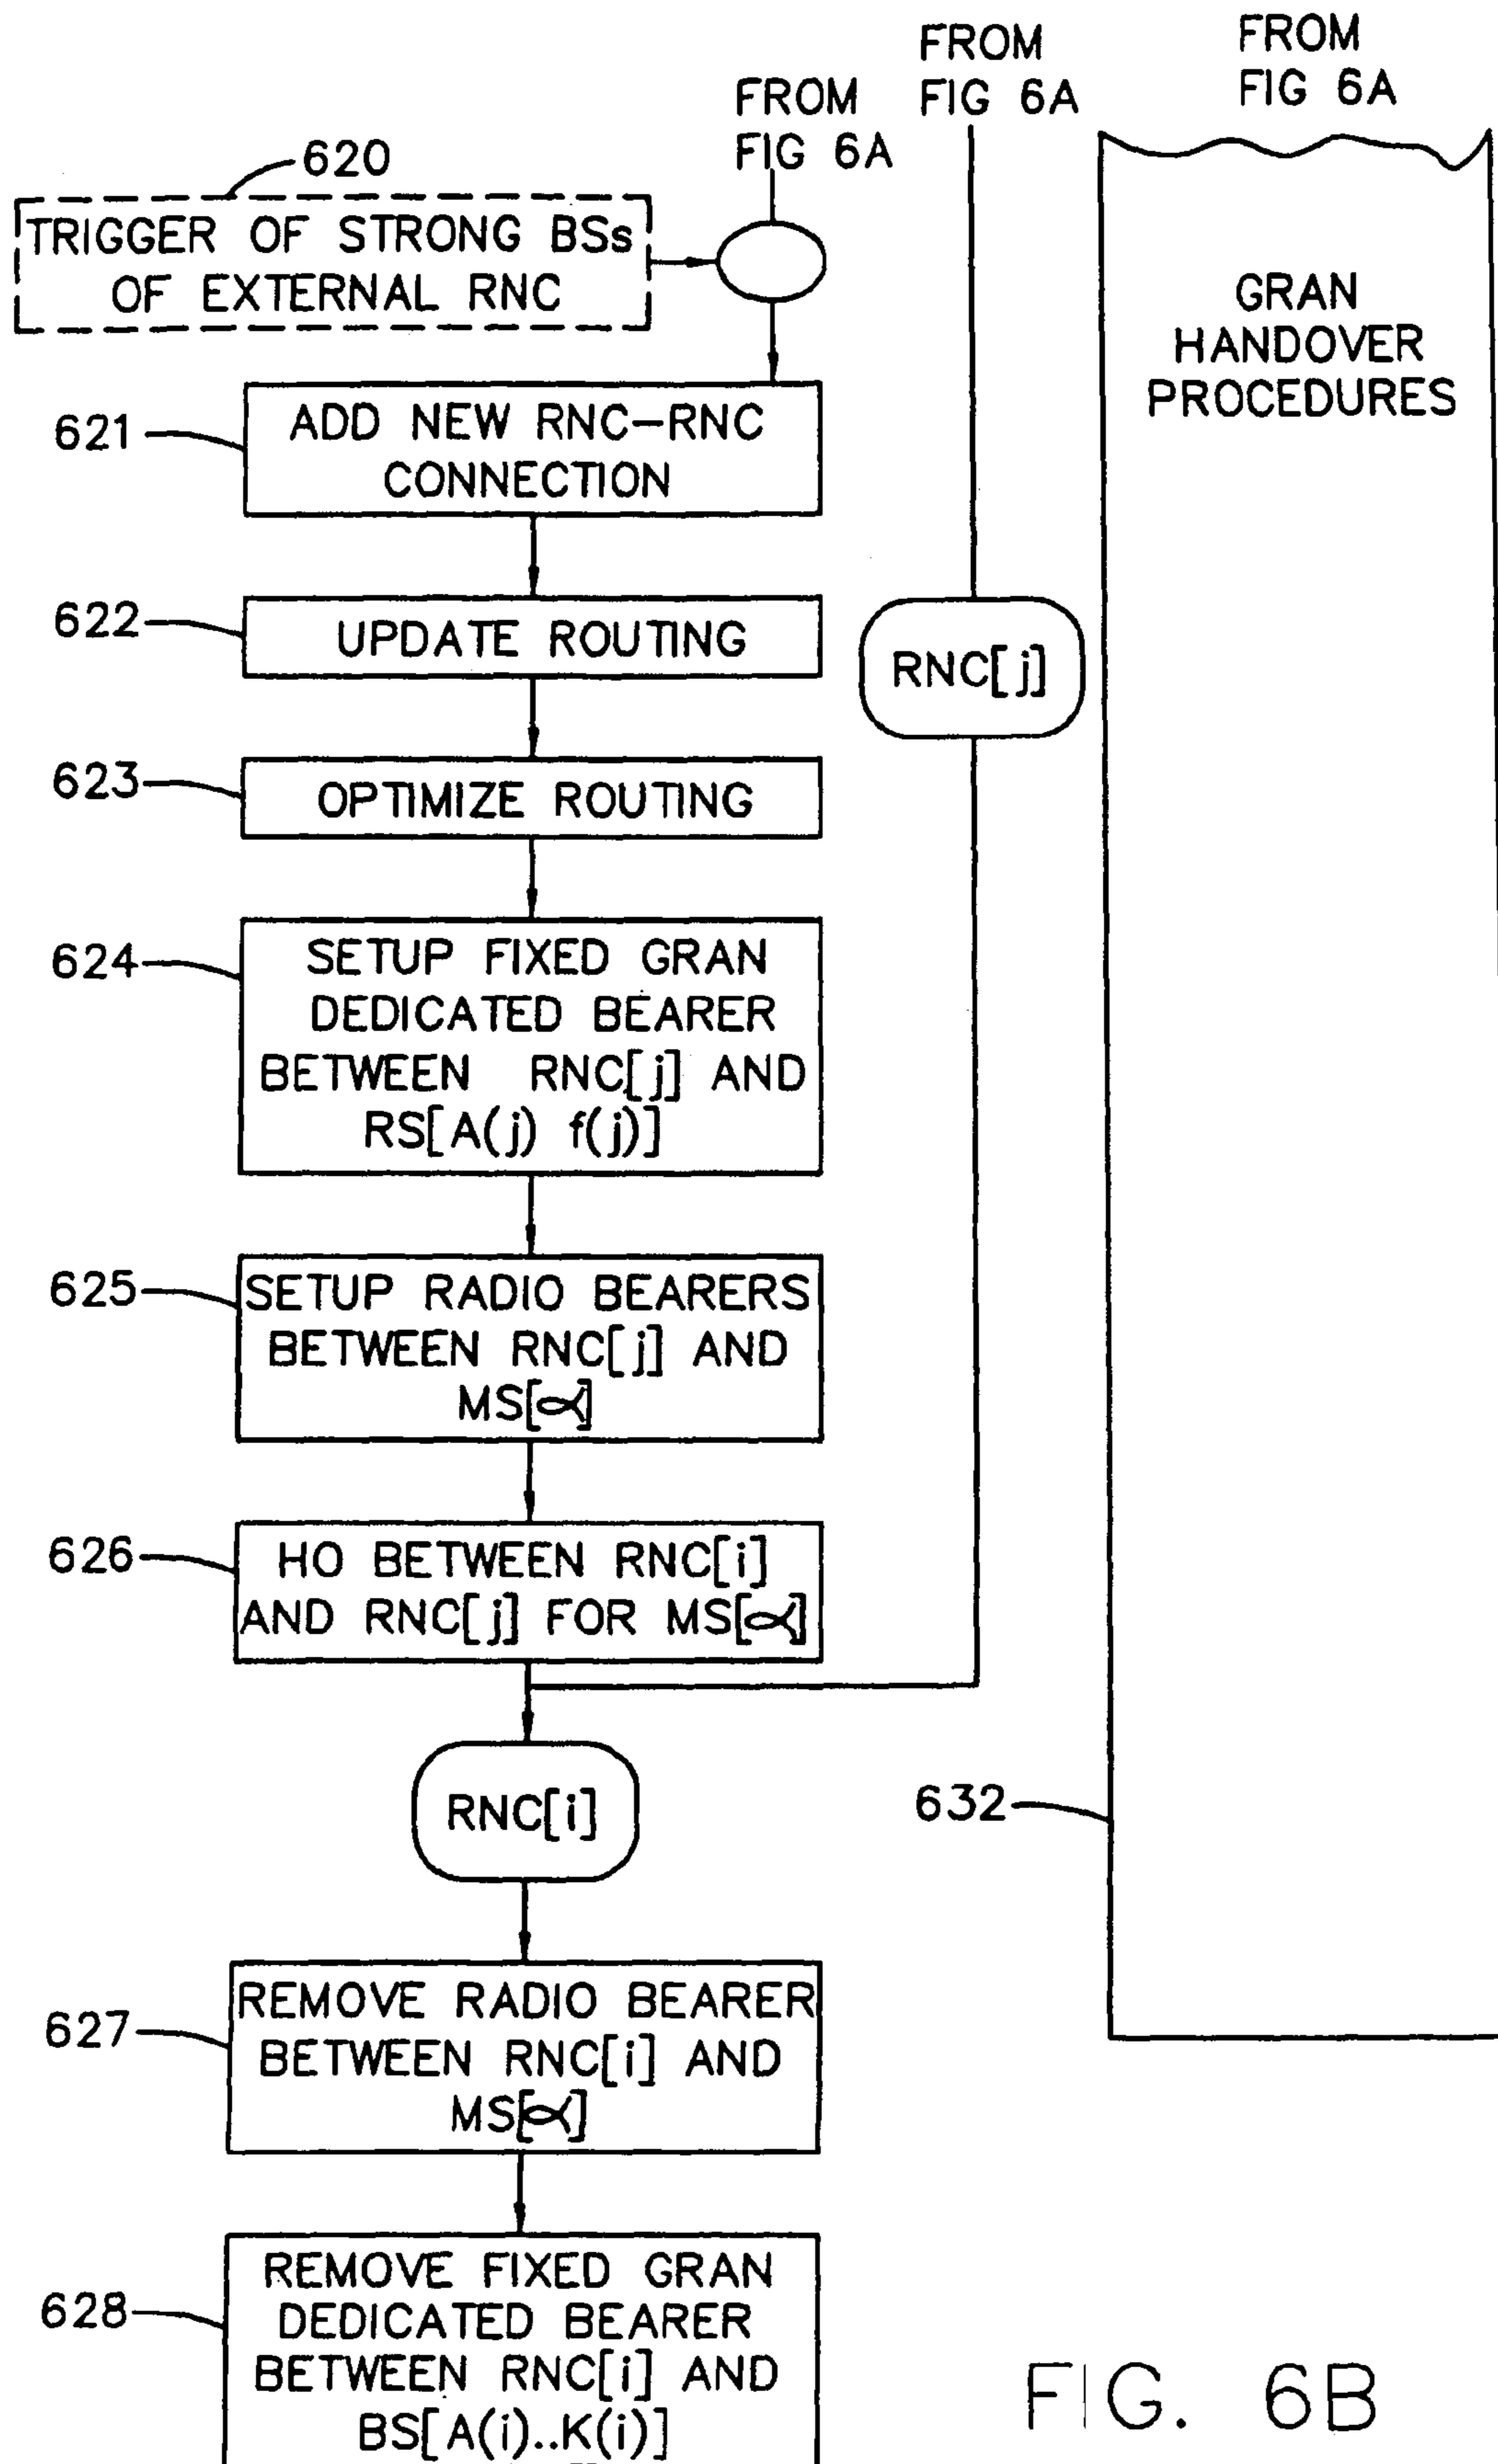 FROM
FIG 6A
FROM
FIG 6A
FROM
FIG 6A
620
TRIGGER OF STRONG BSs
OF EXTERNAL RNC
GRAN
HANDOVER
PROCEDURES
621
ADD NEW RNC-RNC
CONNECTION
622
UPDATE ROUTING
RNC[j]
623
OPTIMIZE ROUTING
624
SETUP FIXED GRAN
DEDICATED BEARER
BETWEEN RNC[j] AND
RS[A(j) f(j)]
625
SETUP RADIO BEARERS
BETWEEN RNC[j] AND
MS[α]
626
HO BETWEEN RNC[i]
AND RNC[j] FOR MS[α]
RNC[i]
632
627
REMOVE RADIO BEARER
BETWEEN RNC[i] AND
MS[α]
628
REMOVE FIXED GRAN
DEDICATED BEARER
BETWEEN RNC[i] AND
BS[A(i)..K(i)]
FIG. 6B